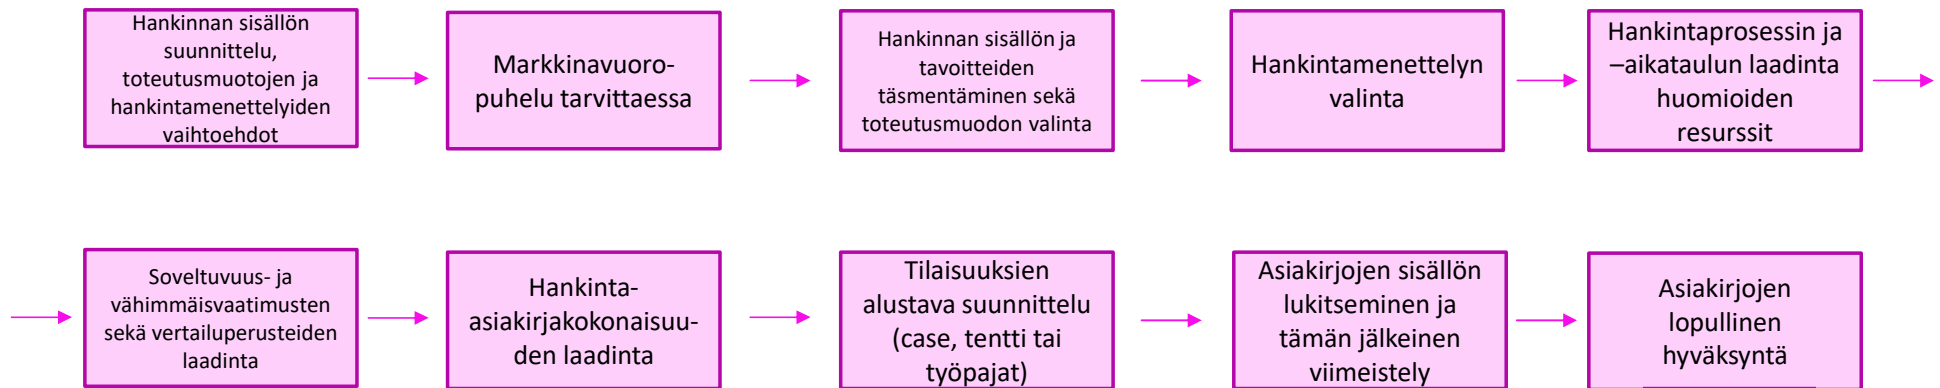 Hankinnan sisällön
suunnittelu,
toteutusmuotojen ja
hankintamenettelyiden
vaihtoehdot
Markkinavuoro-
puhelu tarvittaessa
Hankinnan sisällön ja
tavoitteiden
täsmentäminen sekä
toteutusmuodon valinta
Hankintamenettelyn
valinta
Hankintaprosessin ja
–aikataulun laadinta
huomioiden
resurssit
Soveltuvuus- ja
vähimmäisvaatimusten
sekä vertailuperusteiden
laadinta
Hankinta-
asiakirjakokonaisuu-
den laadinta
Tilaisuuksien
alustava suunnittelu
(case, tentti tai
työpajat)
Asiakirjojen sisällön
lukitseminen ja
tämän jälkeinen
viimeistely
Asiakirjojen
lopullinen
hyväksyntä